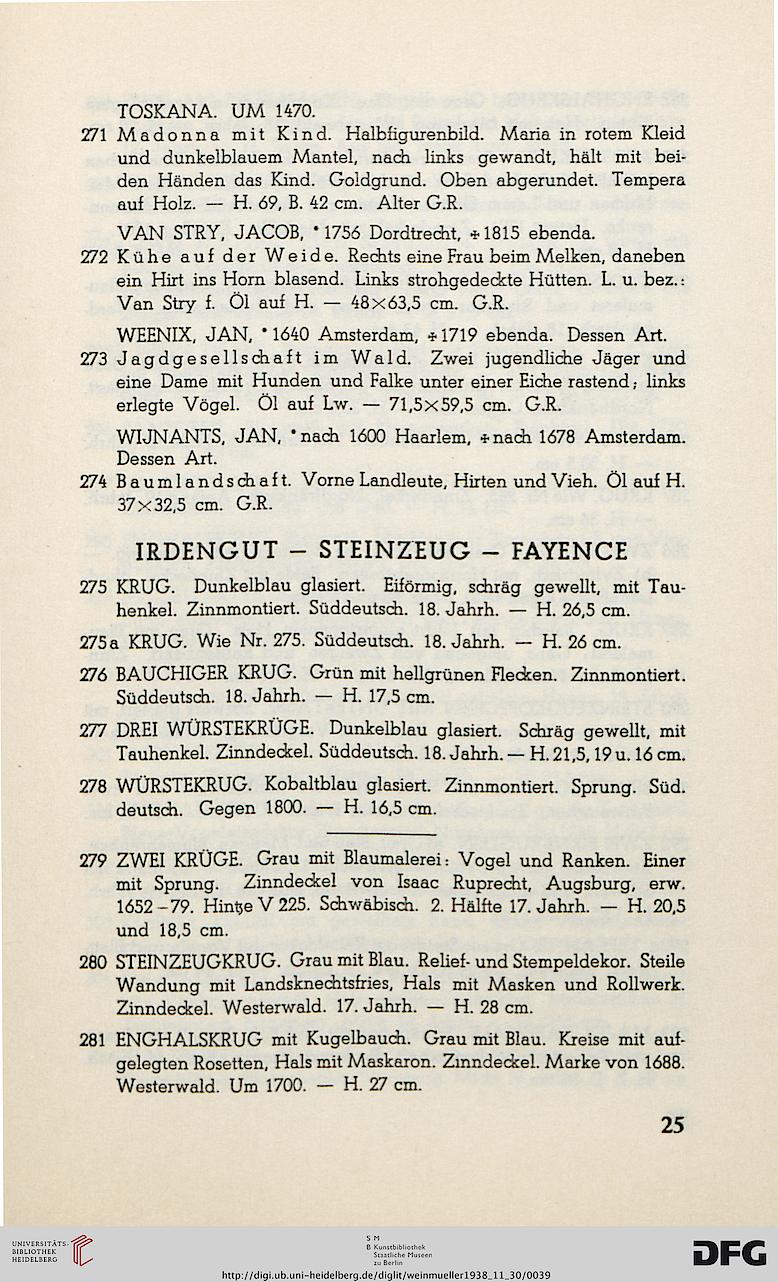 TOSKANA. UM 1470.
271 Madonna mit Kind. Halbfigurenbild. Maria in rotem Kleid
und dunkelblauem Mantel, nach links gewandt, hält mit bei-
den Händen das Kind. Goldgrund. Oben abgerundet. Tempera
auf Holz. — H. 69, B. 42 cm. Alter G.R.
VAN STRY, JACOB, * 1756 Dordtrecht, + 1815 ebenda.
272 Kühe auf der Weide. Rechts eine Frau beim Melken, daneben
ein Hirt ins Horn blasend. Links strohgedeckte Hütten. L. u. bez.:
Van Stry f. Öl auf H. — 48×63,5 cm. G.R.
WEENIX, JAN, * 1640 Amsterdam, + 1719 ebenda. Dessen Art.
273 Jagdgesellschaft im Wald. Zwei jugendliche Jäger und
eine Dame mit Hunden und Falke unter einer Eiche rastend; links
erlegte Vögel. Öl auf Lw. — 71,5×59,5 cm. G.R.
WIJNANTS, JAN, * nach 1600 Haarlem, + nach 1678 Amsterdam.
Dessen Art.
274 Baumlandschaft. Vorne Landleute, Hirten und Vieh. Öl auf H.
37×32,5 cm. G.R.
IRDENGUT — STEINZEUG — FAYENCE
275 KRUG. Dunkelblau glasiert. Eiförmig, schräg gewellt, mit Tau-
henkel. Zinnmontiert. Süddeutsch. 18. Jahrh. — H. 26,5 cm.
275a KRUG. Wie Nr. 275. Süddeutsch. 18. Jahrh. — H. 26 cm.
276 BAUCHIGER KRUG. Grün mit hellgrünen Flecken. Zinnmontiert.
Süddeutsch. 18. Jahrh. — H. 17,5 cm.
277 DREI WÜRSTEKRÜGE. Dunkelblau glasiert. Schräg gewellt, mit
Tauhenkel. Zinndeckel. Süddeutsch. 18. Jahrh. — H. 21,5, 19 u. 16 cm.
278 WÜRSTEKRUG. Kobaltblau glasiert. Zinnmontiert. Sprung. Süd.
deutsch. Gegen 1800. — H. 16,5 cm.
279 ZWEI KRÜGE. Grau mit Blaumalerei: Vogel und Ranken. Einer
mit Sprung. Zinndeckel von Isaac Ruprecht, Augsburg, erw.
1652-79. Hintze V 225. Schwäbisch. 2. Hälfte 17. Jahrh. — H. 20,5
und 18,5 cm.
280 STEINZEUGKRUG. Grau mit Blau. Relief- und Stempeldekor. Steile
Wandung mit Landsknechtsfries, Hals mit Masken und Rollwerk.
Zinndeckel. Westerwald. 17. Jahrh. — H. 28 cm.
281 ENGHALSKRUG mit Kugelbauch. Grau mit Blau. Kreise mit auf-
gelegten Rosetten, Hals mit Maskaron. Zinndeckel. Marke von 1688.
Westerwald. Um 1700. — H. 27 cm.
25
UNIVERSITÄTS-
BIBLIOTHEK
HEIDELBERG
S M
B Kunstbibliothek
Staatliche Museen
zu Berlin
DFG
http://digi.ub.uni-heidelberg.de/diglit/weinmueller1938_11_30/0039